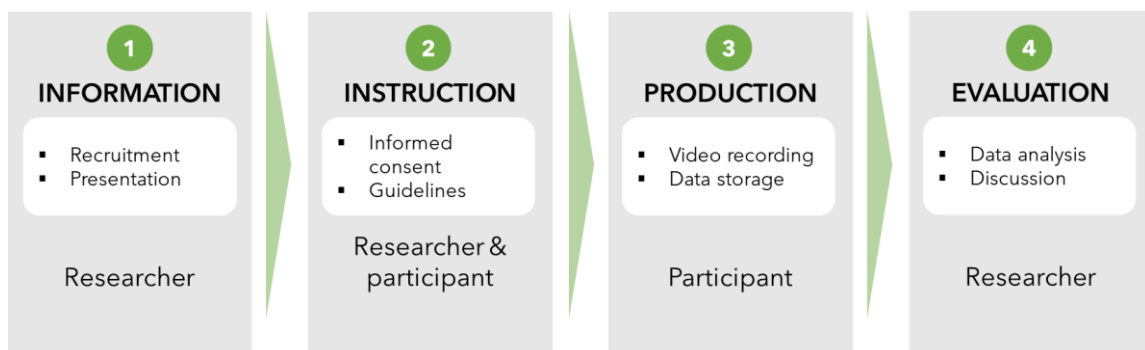 1
INFORMATION
▪ Recruitment
▪ Presentation
Researcher
2
INSTRUCTION
▪ Informed
consent
▪ Guidelines
Researcher &
participant
3
PRODUCTION
▪ Video recording
▪ Data storage
Participant
4
EVALUATION
▪ Data analysis
▪ Discussion
Researcher